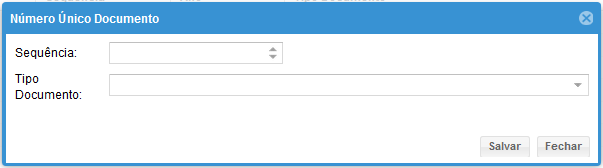 Número Único Documento
Sequência:
Tipo
Documento:
Salvar Fechar